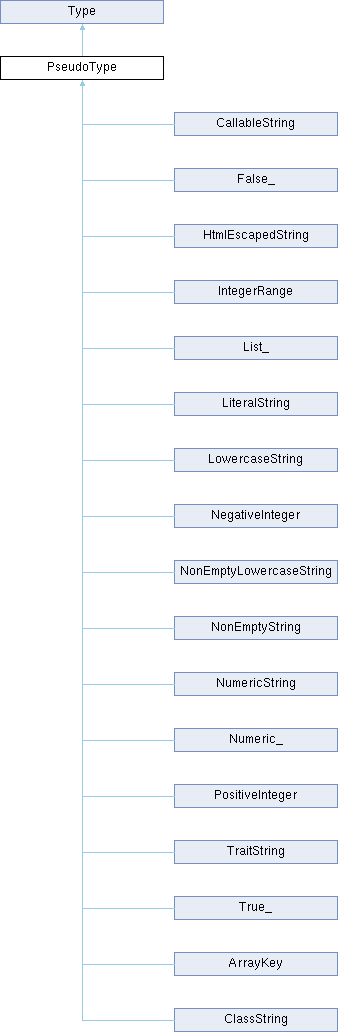 Type
PseudoType
CallableString
False_
HtmlEscapedString
IntegerRange
List_
LiteralString
LowercaseString
NegativeInteger
NonEmptyLowercaseString
NonEmptyString
NumericString
Numeric_
PositiveInteger
TraitString
True_
ArrayKey
ClassString